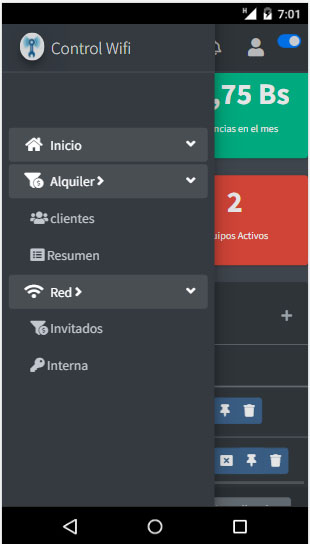 H 7:01
Control Wifi
,75 Bs
ncias en el mes
Inicio
Alquiler
2
uipos Activos
clientes
Resumen
Red
Invitados
Interna